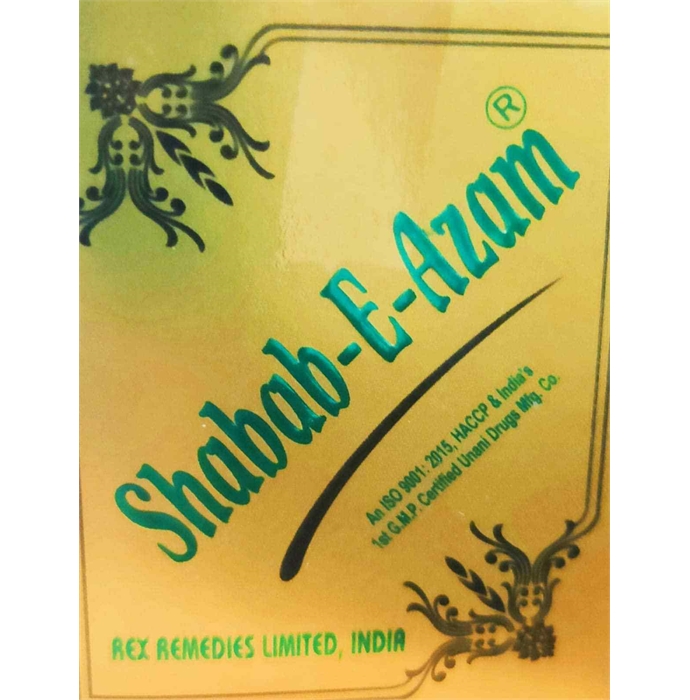 Shabab-E-Azam®
An ISO 9001: 2015, HACCP & India's
1st G.M.P. Certified Unani Drugs Mfg. Co.
REX REMEDIES LIMITED, INDIA